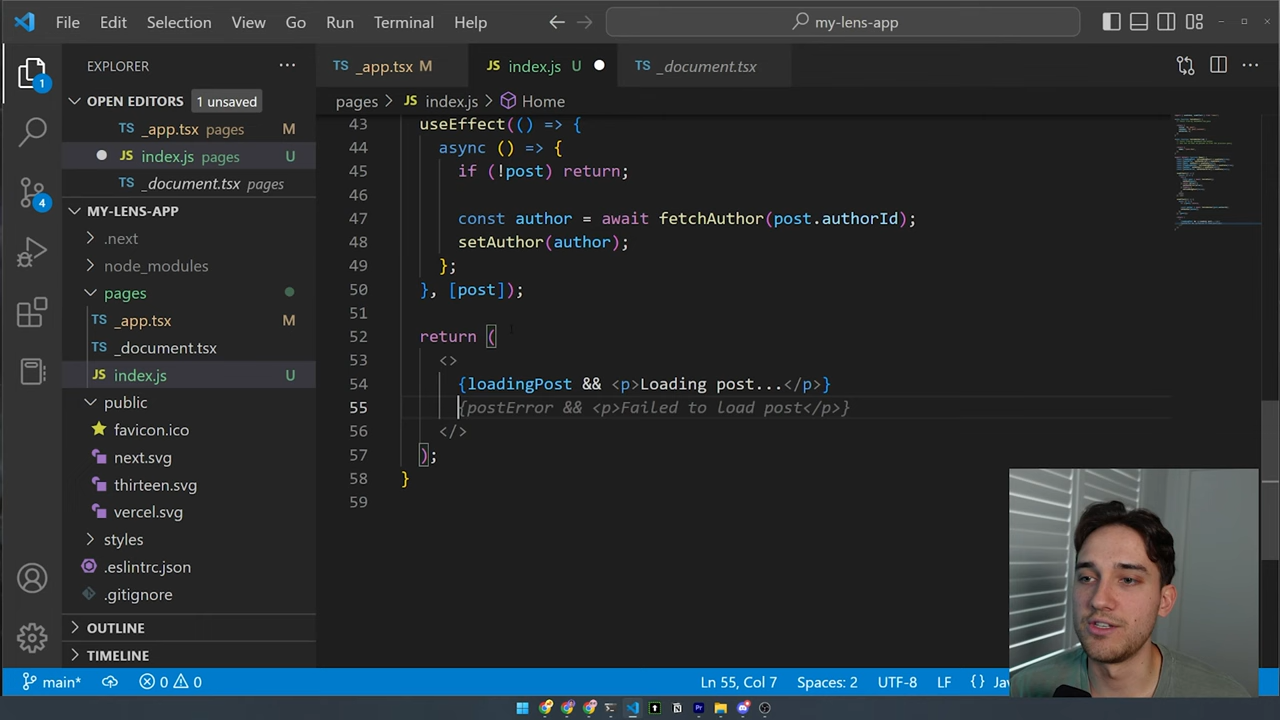 File Edit Selection View Go Run Terminal Help my-lens-app
EXPLORER
OPEN EDITORS 1 unsaved
TS _app.tsx pages M
JS index.js pages U
TS _document.tsx pages
MY-LENS-APP
.next
node_modules
pages
TS _app.tsx M
TS _document.tsx
JS index.js U
public
favicon.ico
next.svg
thirteen.svg
vercel.svg
styles
.eslintrc.json
.gitignore
OUTLINE
TIMELINE
1
4
TS _app.tsx M JS index.js U TS _document.tsx
pages > JS index.js > Home
43 useEffect(() => {
44 async () => {
45 if (!post) return;
46
47 const author = await fetchAuthor(post.authorId);
48 setAuthor(author);
49 };
50 }, [post]);
51
52 return (
53 <>
54 {loadingPost && <p>Loading post...</p>}
55 {postError && <p>Failed to load post</p>}
56 </>
57 );
58 }
59
main* 0 0 Ln 55, Col 7 Spaces: 2 UTF-8 LF {}